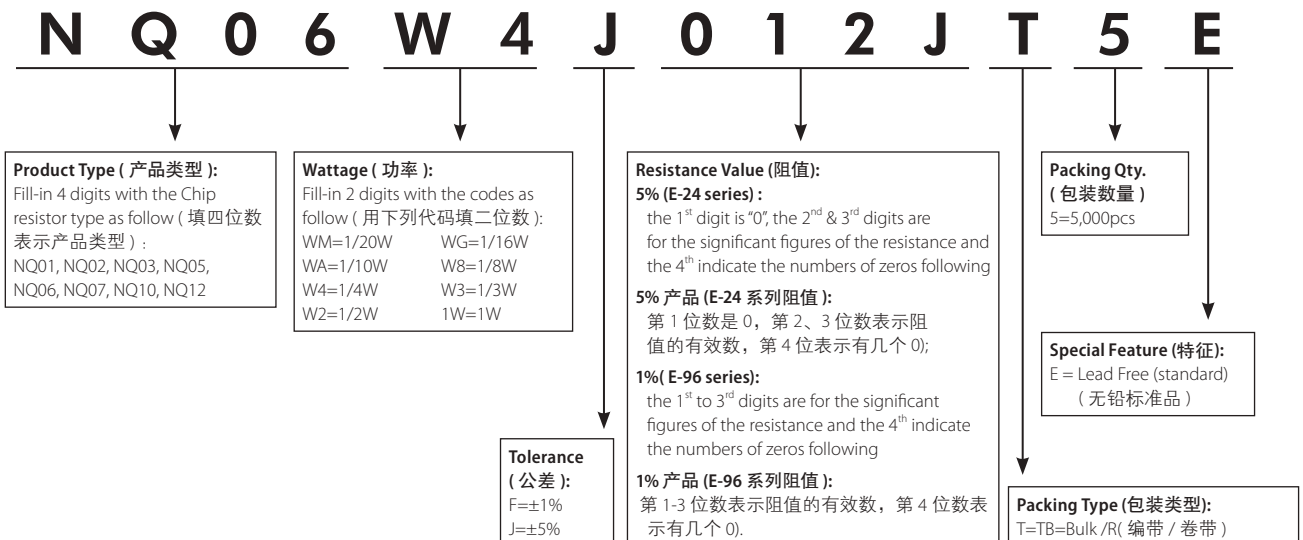 N Q 0 6 W 4 J 0 1 2 J T 5 E
Product Type ( 产品类型 ):
Fill-in 4 digits with the Chip
resistor type as follow ( 填四位数
表示产品类型 ) :
NQ01, NQ02, NQ03, NQ05,
NQ06, NQ07, NQ10, NQ12
Wattage ( 功率 ):
Fill-in 2 digits with the codes as
follow ( 用下列代码填二位数 ):
WM=1/20W WG=1/16W
WA=1/10W W8=1/8W
W4=1/4W W3=1/3W
W2=1/2W 1W=1W
Tolerance
( 公差 ):
F=±1%
J=±5%
Resistance Value (阻值):
5% (E-24 series) :
the 1st digit is "0", the 2nd & 3rd digits are
for the significant figures of the resistance and
the 4th indicate the numbers of zeros following
5% 产品 (E-24 系列阻值 ):
第 1 位数是 0，第 2、3 位数表示阻
值的有效数，第 4 位表示有几个 0);
1%( E-96 series):
the 1st to 3rd digits are for the significant
figures of the resistance and the 4th indicate
the numbers of zeros following
1% 产品 (E-96 系列阻值 ):
第 1-3 位数表示阻值的有效数，第 4 位数表
示有几个 0).
Packing Qty.
( 包装数量 )
5=5,000pcs
Special Feature (特征):
E = Lead Free (standard)
( 无铅标准品 )
Packing Type (包装类型):
T=TB=Bulk /R( 编带 / 卷带 )